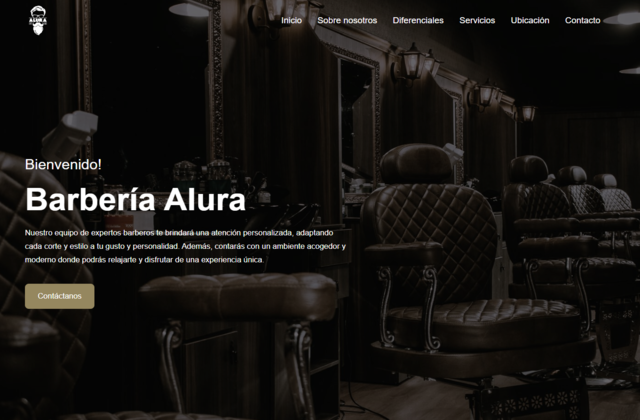 ALURA
Inicio
Sobre nosotros
Diferenciales
Servicios
Ubicación
Contacto
Bienvenido!
Barbería Alura
Nuestro equipo de expertos barberos te brindará una atención personalizada, adaptando
cada corte y estilo a tu gusto y personalidad. Además, contarás con un ambiente acogedor y
moderno donde podrás relajarte y disfrutar de una experiencia única.
Contáctanos